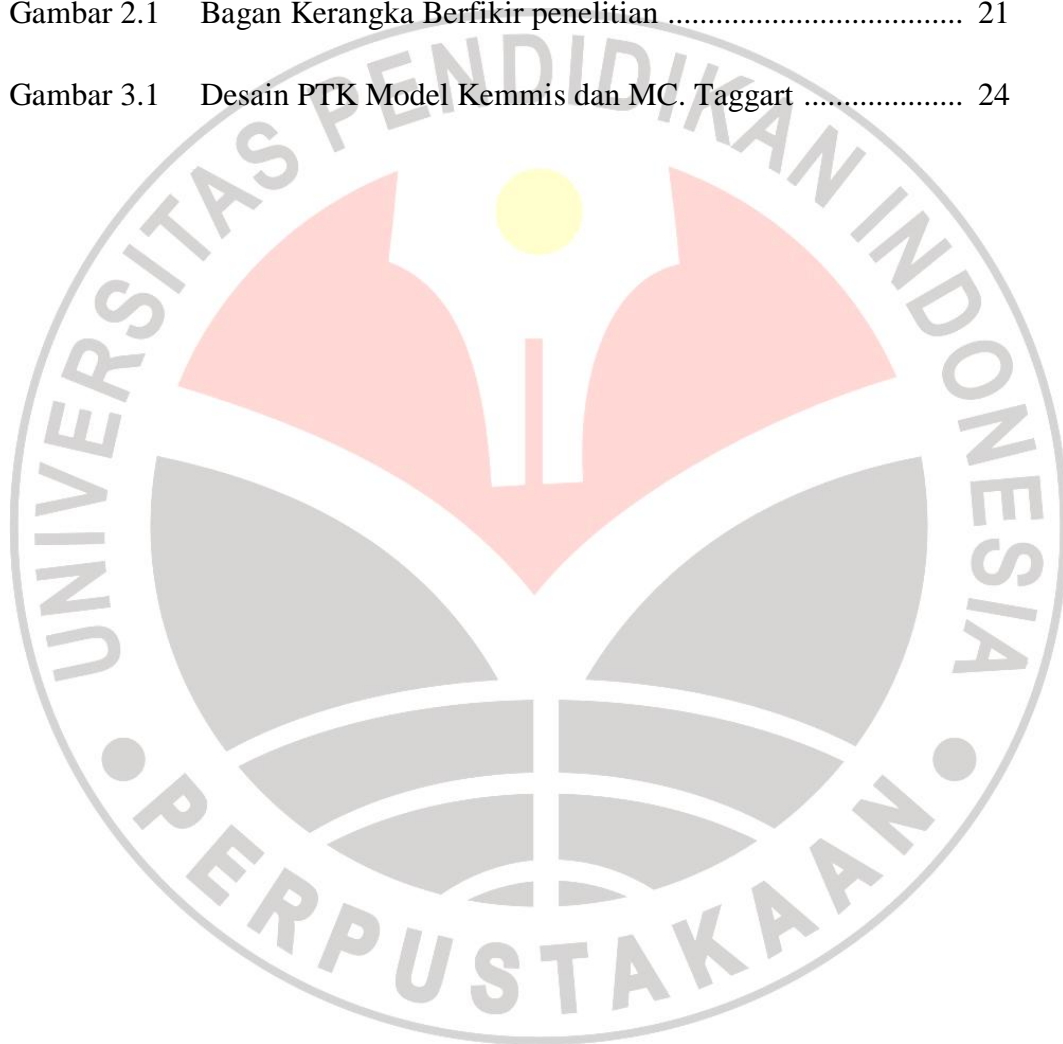 Gambar 2.1 Bagan Kerangka Berfikir penelitian ................................. 21
Gambar 3.1 Desain PTK Model Kemmis dan MC. Taggart .................... 24
UNIVERSITAS PENDIDIKAN INDONESIA
PERPUSTAKAAN